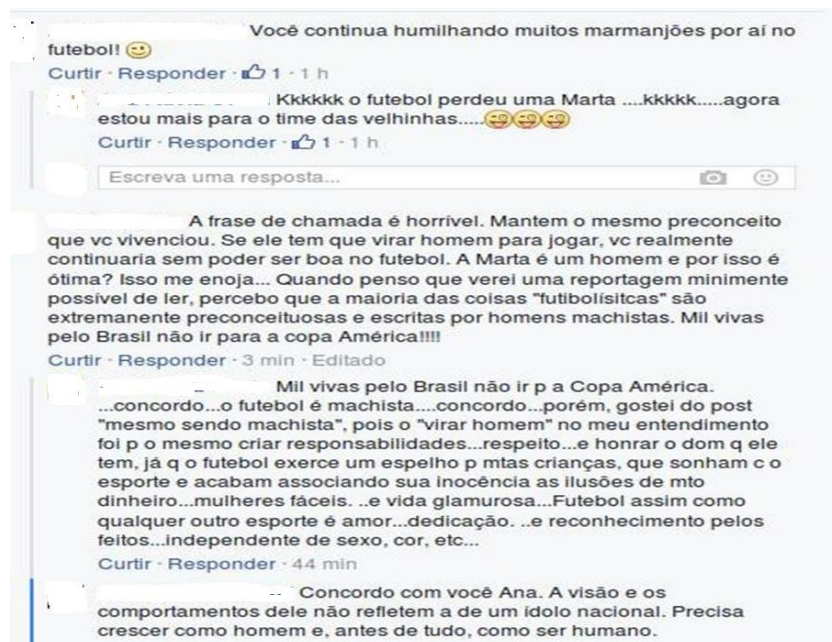 Você continua humilhando muitos marmanjões por aí no
futebol!
Curtir · Responder · 1 · 1 h
Kkkkkk o futebol perdeu uma Marta ....kkkkk.....agora
estou mais para o time das velhinhas.....
Curtir · Responder · 1 · 1 h
Escreva uma resposta...
A frase de chamada é horrível. Mantem o mesmo preconceito
que vc vivenciou. Se ele tem que virar homem para jogar, vc realmente
continuaria sem poder ser boa no futebol. A Marta é um homem e por isso é
ótima? Isso me enoja... Quando penso que verei uma reportagem minimente
possível de ler, percebo que a maioria das coisas "futibolísitcas" são
extremanente preconceituosas e escritas por homens machistas. Mil vivas
pelo Brasil não ir para a copa América!!!!
Curtir · Responder · 3 min · Editado
Mil vivas pelo Brasil não ir p a Copa América.
...concordo...o futebol é machista....concordo...porém, gostei do post
"mesmo sendo machista", pois o "virar homem" no meu entendimento
foi p o mesmo criar responsabilidades...respeito...e honrar o dom q ele
tem, já q o futebol exerce um espelho p mtas crianças, que sonham c o
esporte e acabam associando sua inocência as ilusões de mto
dinheiro...mulheres fáceis. ..e vida glamurosa...Futebol assim como
qualquer outro esporte é amor...dedicação. ..e reconhecimento pelos
feitos...independente de sexo, cor, etc...
Curtir · Responder · 44 min
Concordo com você Ana. A visão e os
comportamentos dele não refletem a de um ídolo nacional. Precisa
crescer como homem e, antes de tudo, como ser humano.